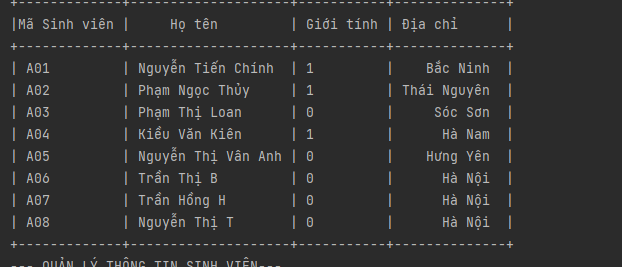 +-------------+--------------------+-----------+--------------+
|Mã Sinh viên |     Họ tên         | Giới tính | Địa chỉ      |
+-------------+--------------------+-----------+--------------+
| A01         | Nguyễn Tiến Chính  | 1         |    Bắc Ninh  |
| A02         | Phạm Ngọc Thủy     | 1         | Thái Nguyên  |
| A03         | Phạm Thị Loan      | 0         |     Sóc Sơn  |
| A04         | Kiều Văn Kiên      | 1         |      Hà Nam  |
| A05         | Nguyễn Thị Vân Anh | 0         |    Hưng Yên  |
| A06         | Trần Thị B         | 0         |      Hà Nội  |
| A07         | Trần Hồng H        | 0         |      Hà Nội  |
| A08         | Nguyễn Thị T       | 0         |      Hà Nội  |
+-------------+--------------------+-----------+--------------+
--- QUẢN LÝ THÔNG TIN SINH VIÊN---